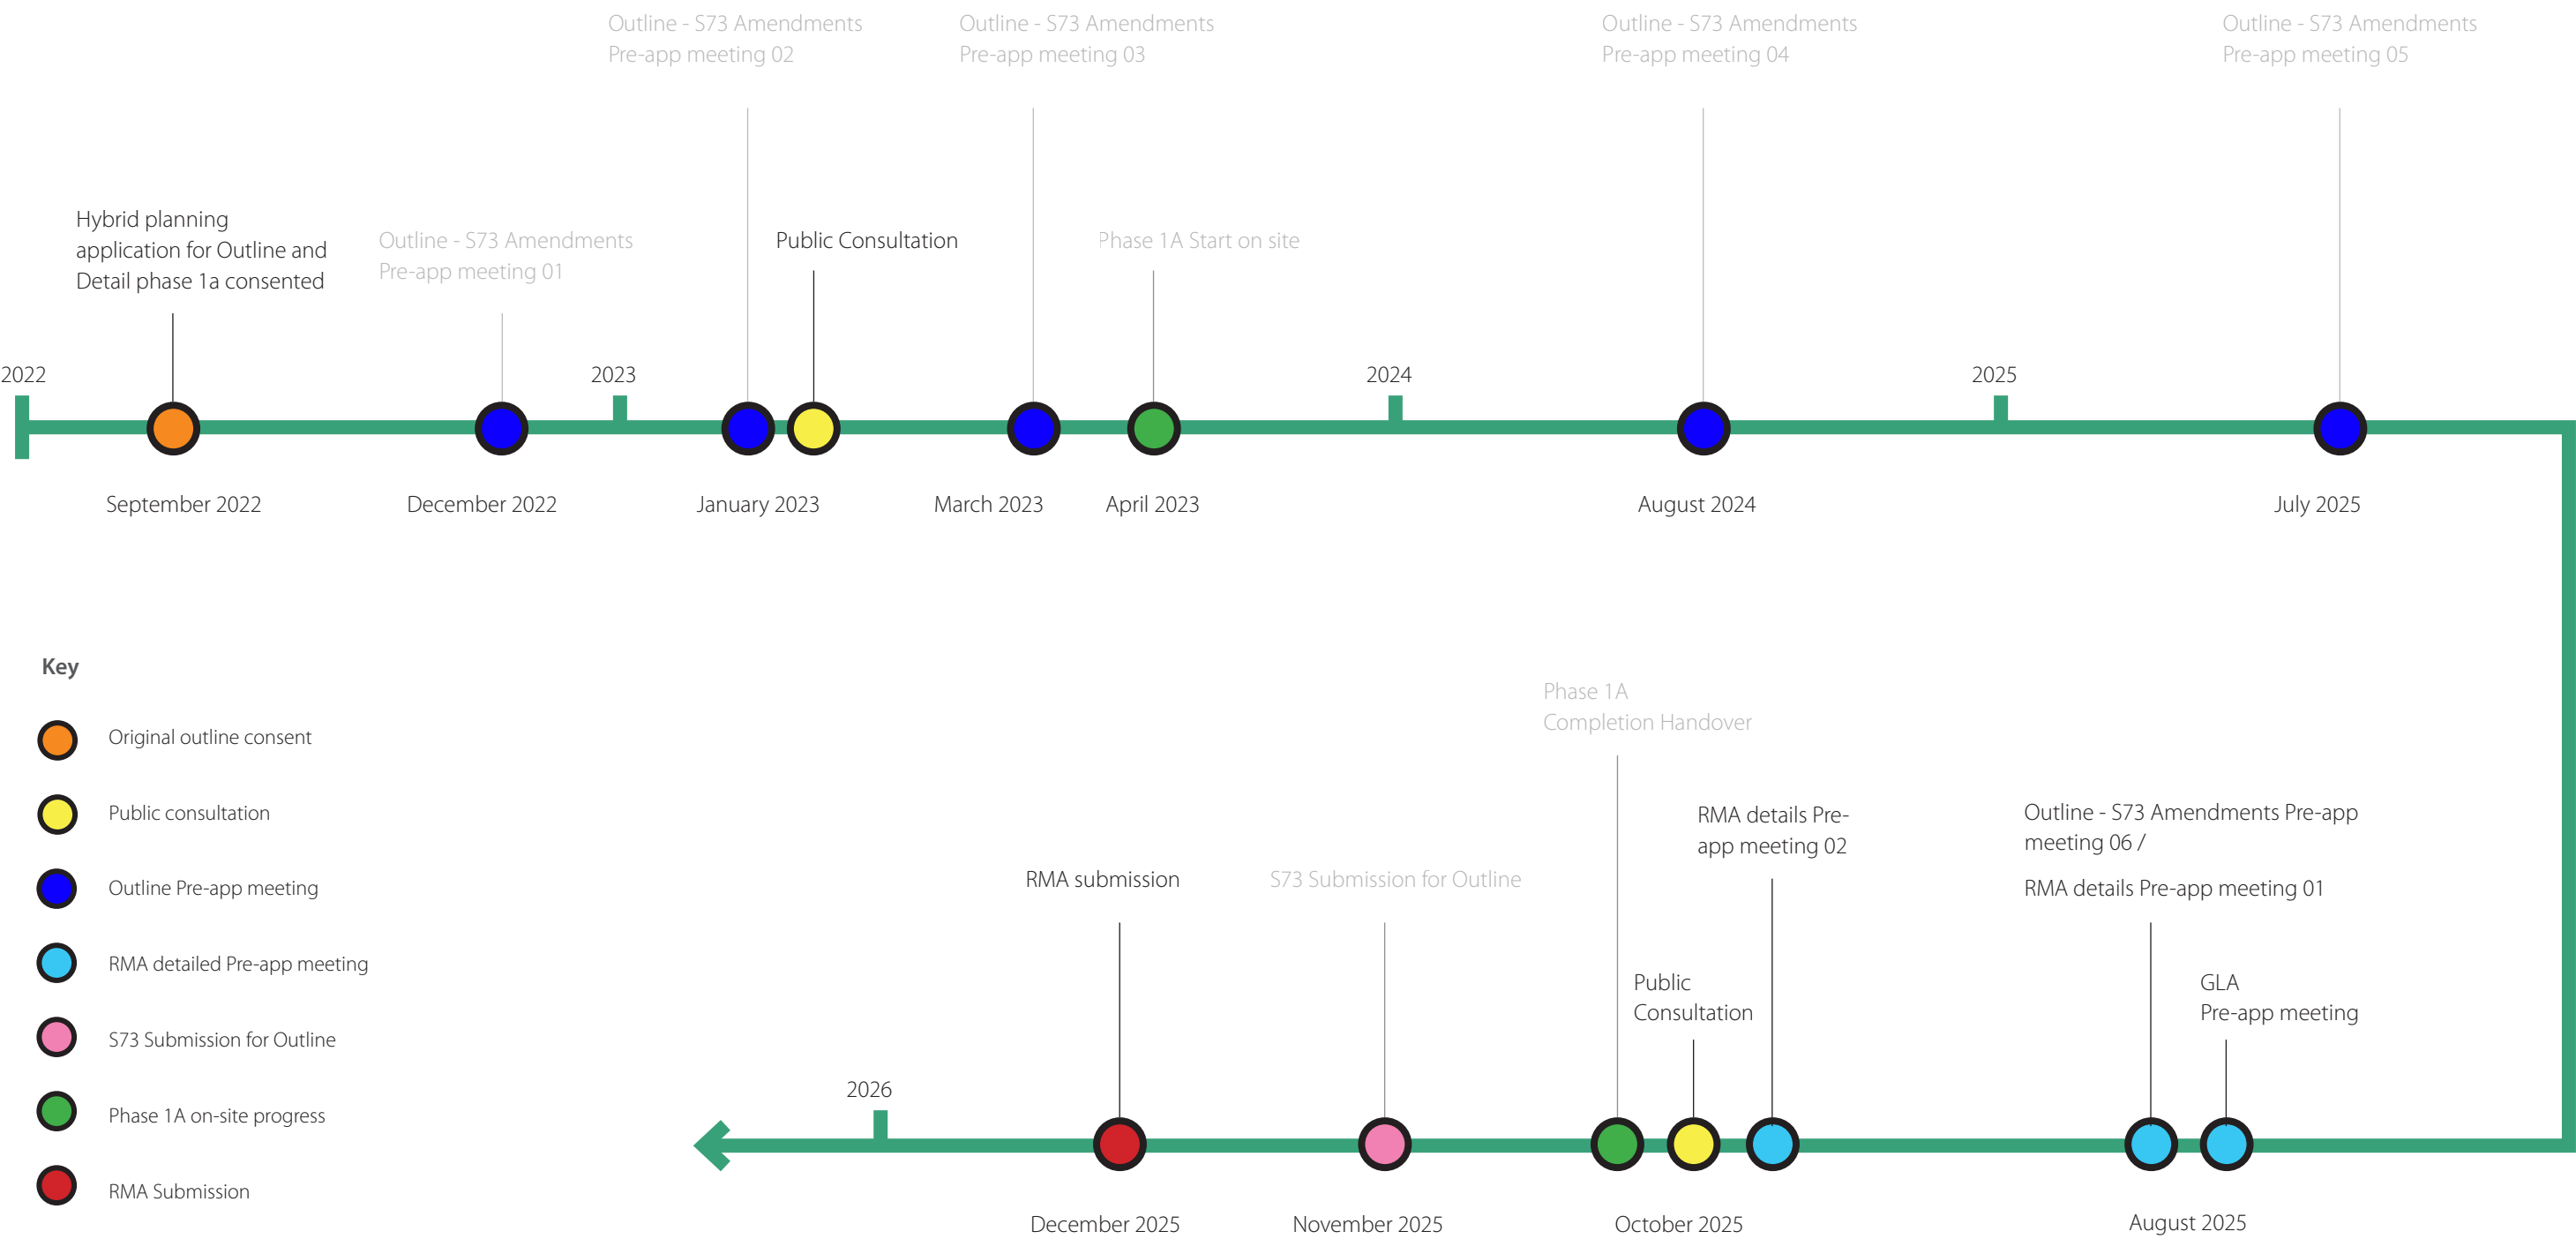 Outline - S73 Amendments
Pre-app meeting 02
Outline - S73 Amendments
Pre-app meeting 03
Outline - S73 Amendments
Pre-app meeting 04
Outline - S73 Amendments
Pre-app meeting 05
Hybrid planning
application for Outline and
Detail phase 1a consented
Outline - S73 Amendments
Pre-app meeting 01
Public Consultation
Phase 1A Start on site
2022
2023
2024
2025
September 2022
December 2022
January 2023
March 2023
April 2023
August 2024
July 2025
Key
Original outline consent
Public consultation
Outline Pre-app meeting
RMA detailed Pre-app meeting
S73 Submission for Outline
Phase 1A on-site progress
RMA Submission
Phase 1A
Completion Handover
RMA details Pre-
app meeting 02
Outline - S73 Amendments Pre-app
meeting 06 /
RMA details Pre-app meeting 01
RMA submission
S73 Submission for Outline
Public
Consultation
GLA
Pre-app meeting
2026
December 2025
November 2025
October 2025
August 2025